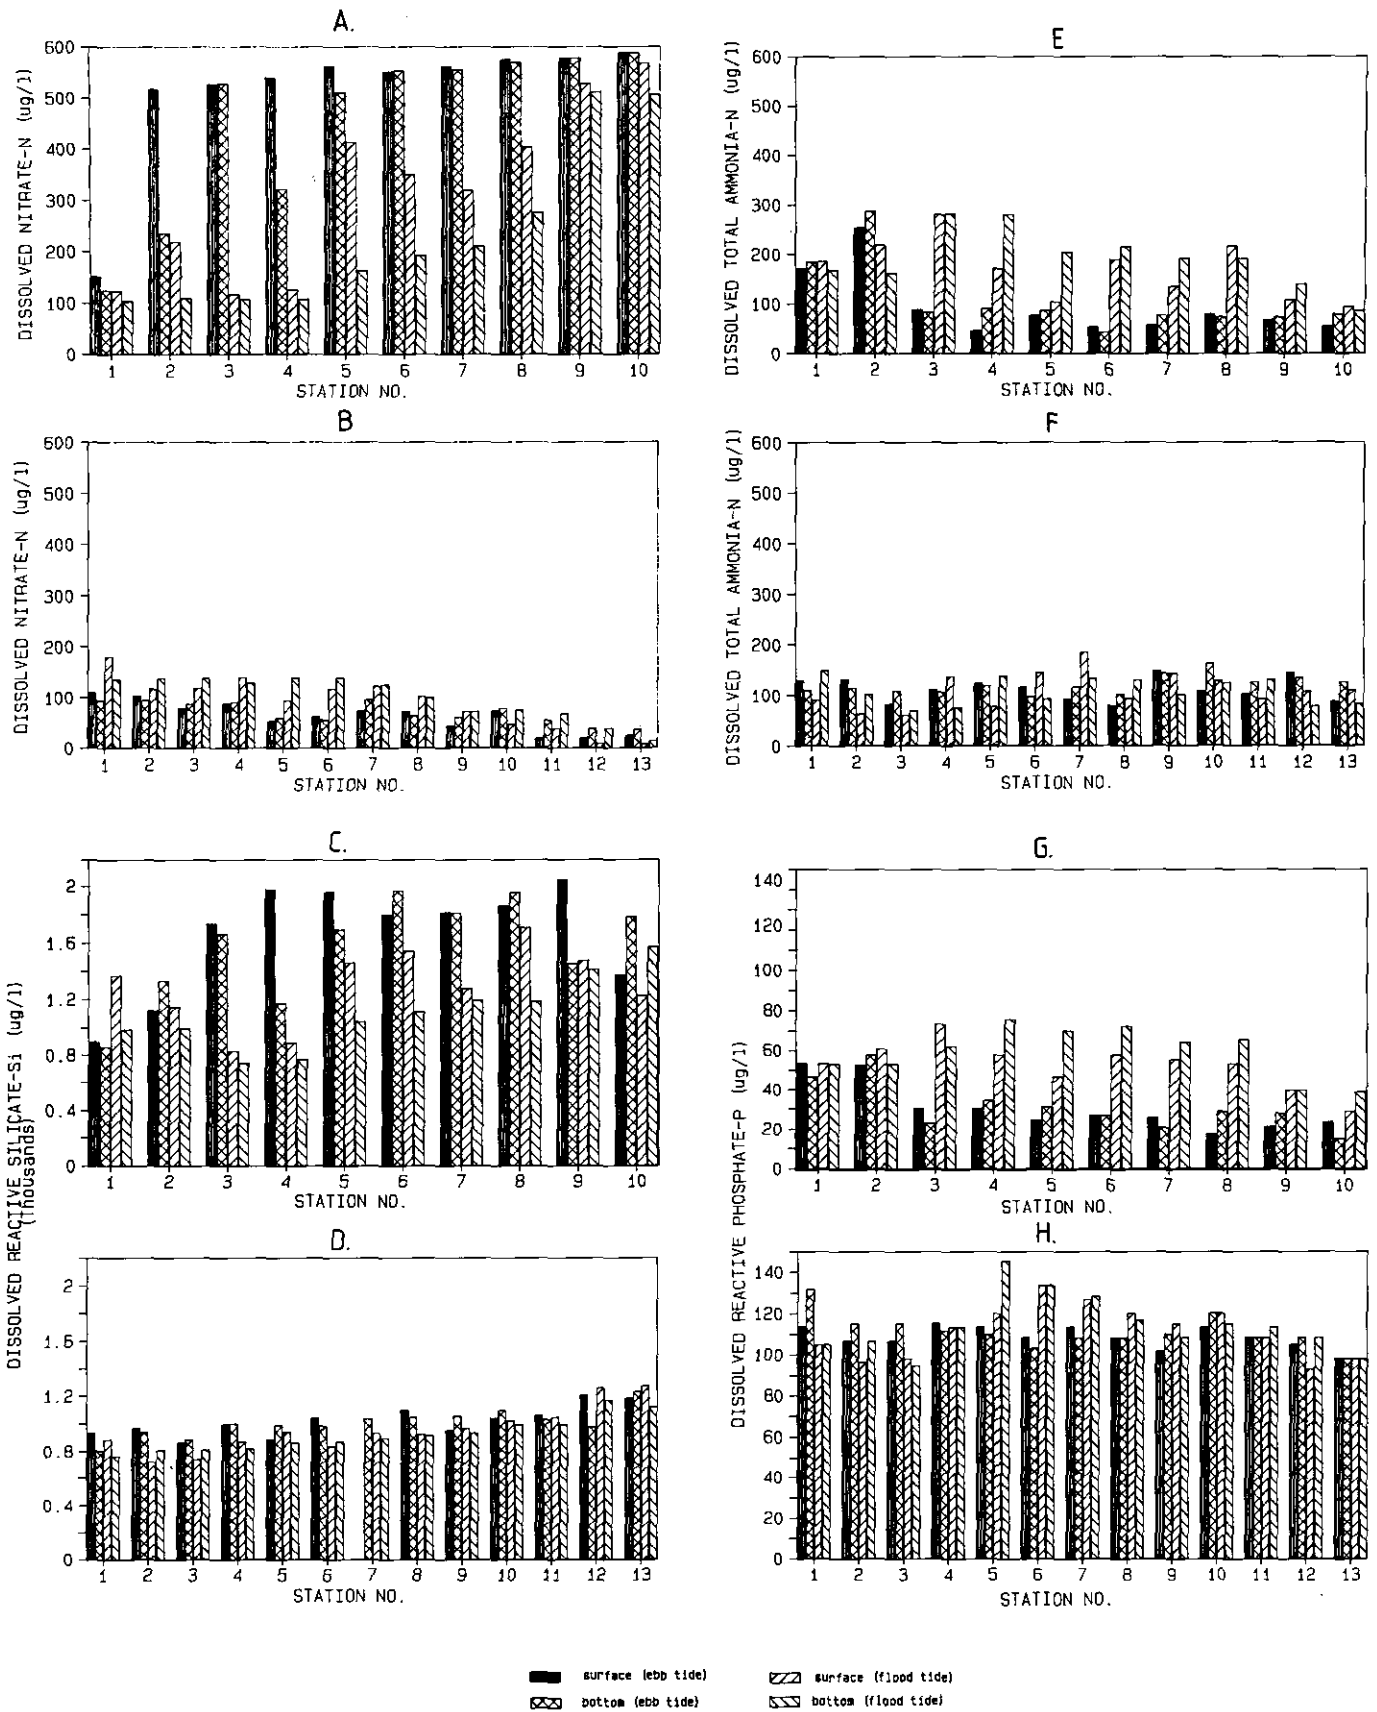 A.
DISSOLVED NITRATE-N (ug/l)
600
500
400
300
200
100
0
1 2 3 4 5 6 7 8 9 10
STATION NO.
B
DISSOLVED NITRATE-N (ug/l)
600
500
400
300
200
100
0
1 2 3 4 5 6 7 8 9 10 11 12 13
STATION NO.
C.
DISSOLVED REACTIVE SILICATE-Si (ug/l)
(Thousands)
2
1.6
1.2
0.8
0.4
0
1 2 3 4 5 6 7 8 9 10
STATION NO.
D.
2
1.6
1.2
0.8
0.4
0
1 2 3 4 5 6 7 8 9 10 11 12 13
STATION NO.
E
DISSOLVED TOTAL AMMONIA-N (ug/l)
600
500
400
300
200
100
0
1 2 3 4 5 6 7 8 9 10
STATION NO.
F
DISSOLVED TOTAL AMMONIA-N (ug/l)
600
500
400
300
200
100
0
1 2 3 4 5 6 7 8 9 10 11 12 13
STATION NO.
G.
DISSOLVED REACTIVE PHOSPHATE-P (ug/l)
140
120
100
80
60
40
20
0
1 2 3 4 5 6 7 8 9 10
STATION NO.
H.
140
120
100
80
60
40
20
0
1 2 3 4 5 6 7 8 9 10 11 12 13
STATION NO.
surface (ebb tide)
bottom (ebb tide)
surface (flood tide)
bottom (flood tide)